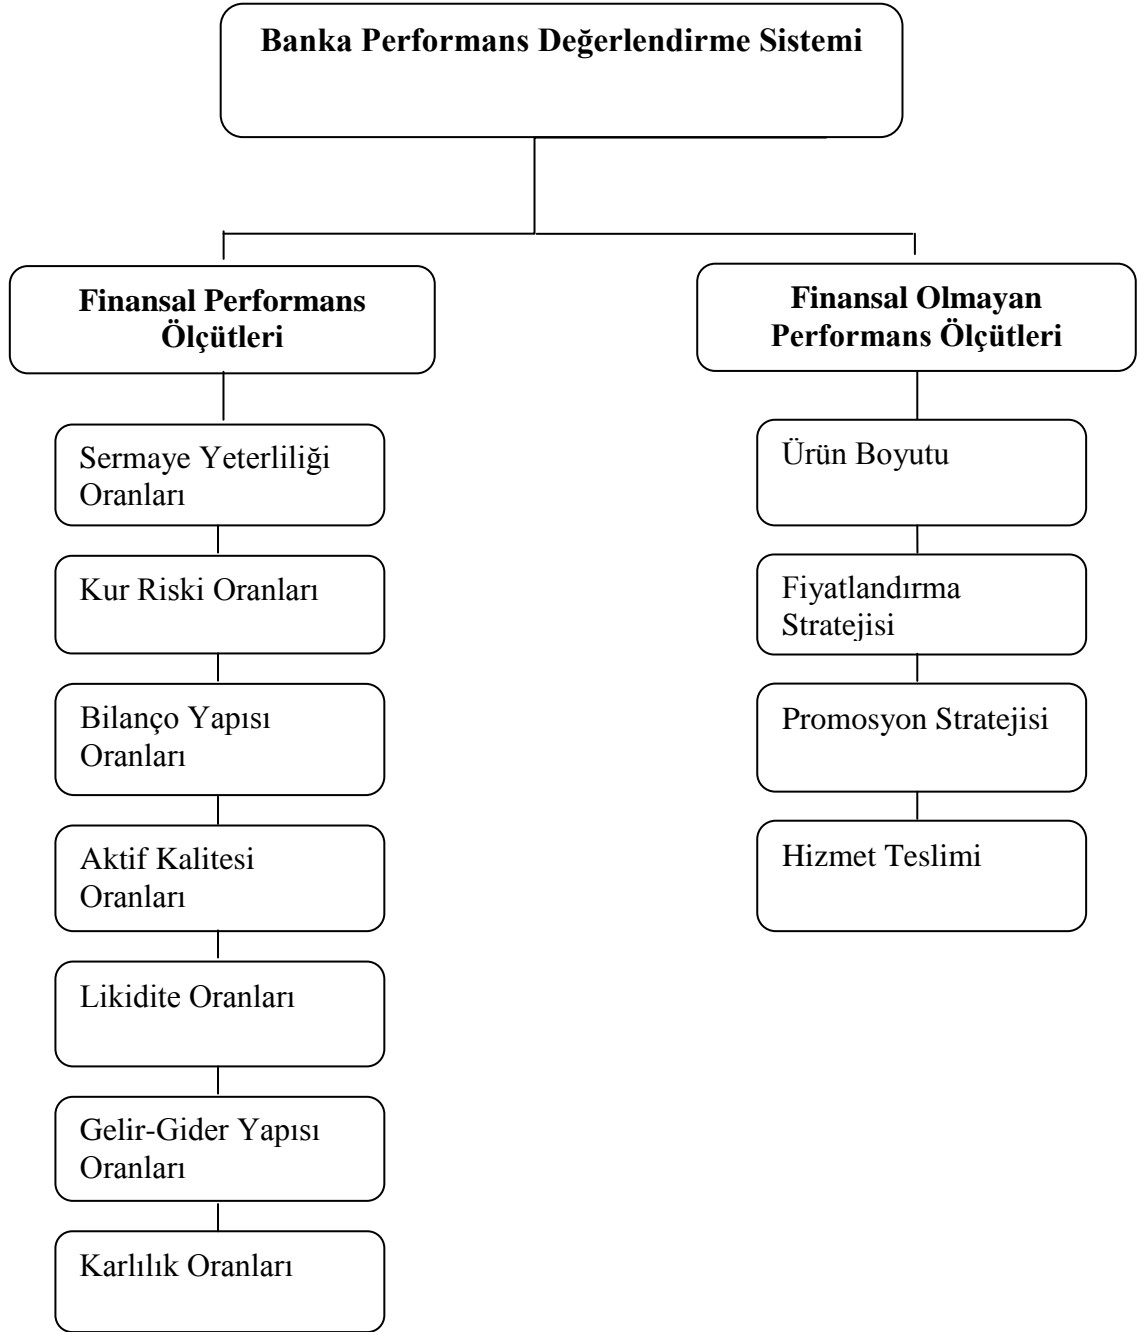 Banka Performans Değerlendirme Sistemi
Finansal Performans
Ölçütleri
Sermaye Yeterliliği
Oranları
Kur Riski Oranları
Bilanço Yapısı
Oranları
Aktif Kalitesi
Oranları
Likidite Oranları
Gelir-Gider Yapısı
Oranları
Karlılık Oranları
Finansal Olmayan
Performans Ölçütleri
Ürün Boyutu
Fiyatlandırma
Stratejisi
Promosyon Stratejisi
Hizmet Teslimi